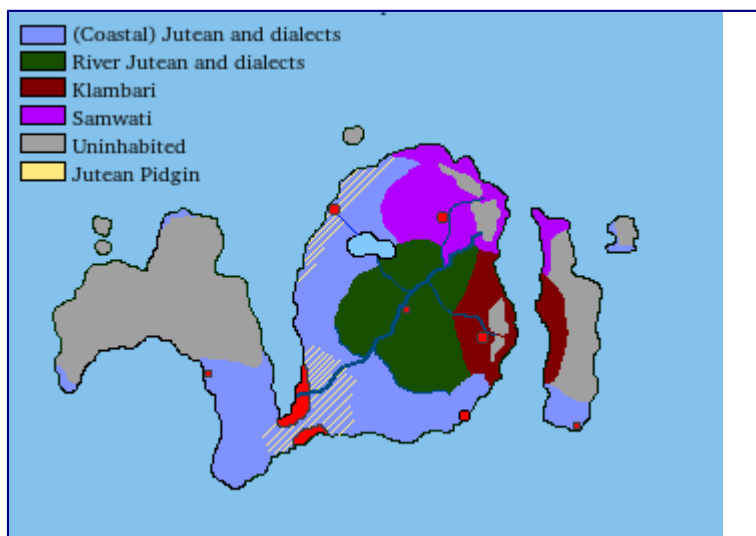 (Coastal) Jutean and dialects
River Jutean and dialects
Klambari
Samwati
Uninhabited
Jutean Pidgin